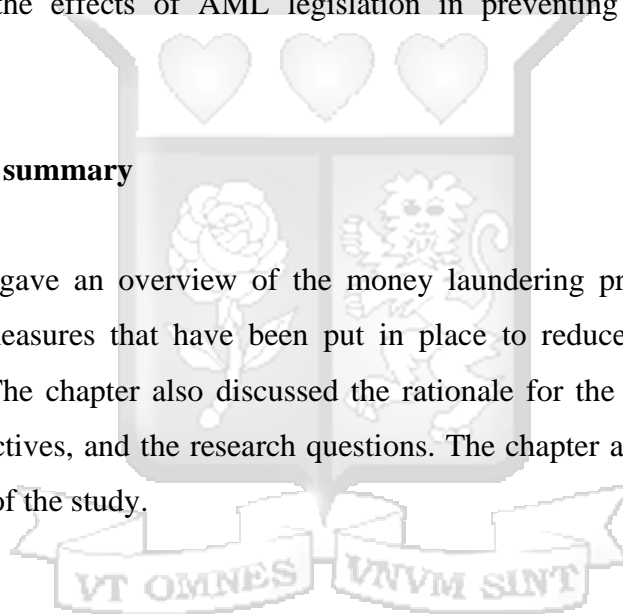 the effects of AML legislation in preventing
summary
gave an overview of the money laundering pr
easures that have been put in place to reduce
The chapter also discussed the rationale for the
ctives, and the research questions. The chapter a
of the study.
VT OMNES VNVM SINT